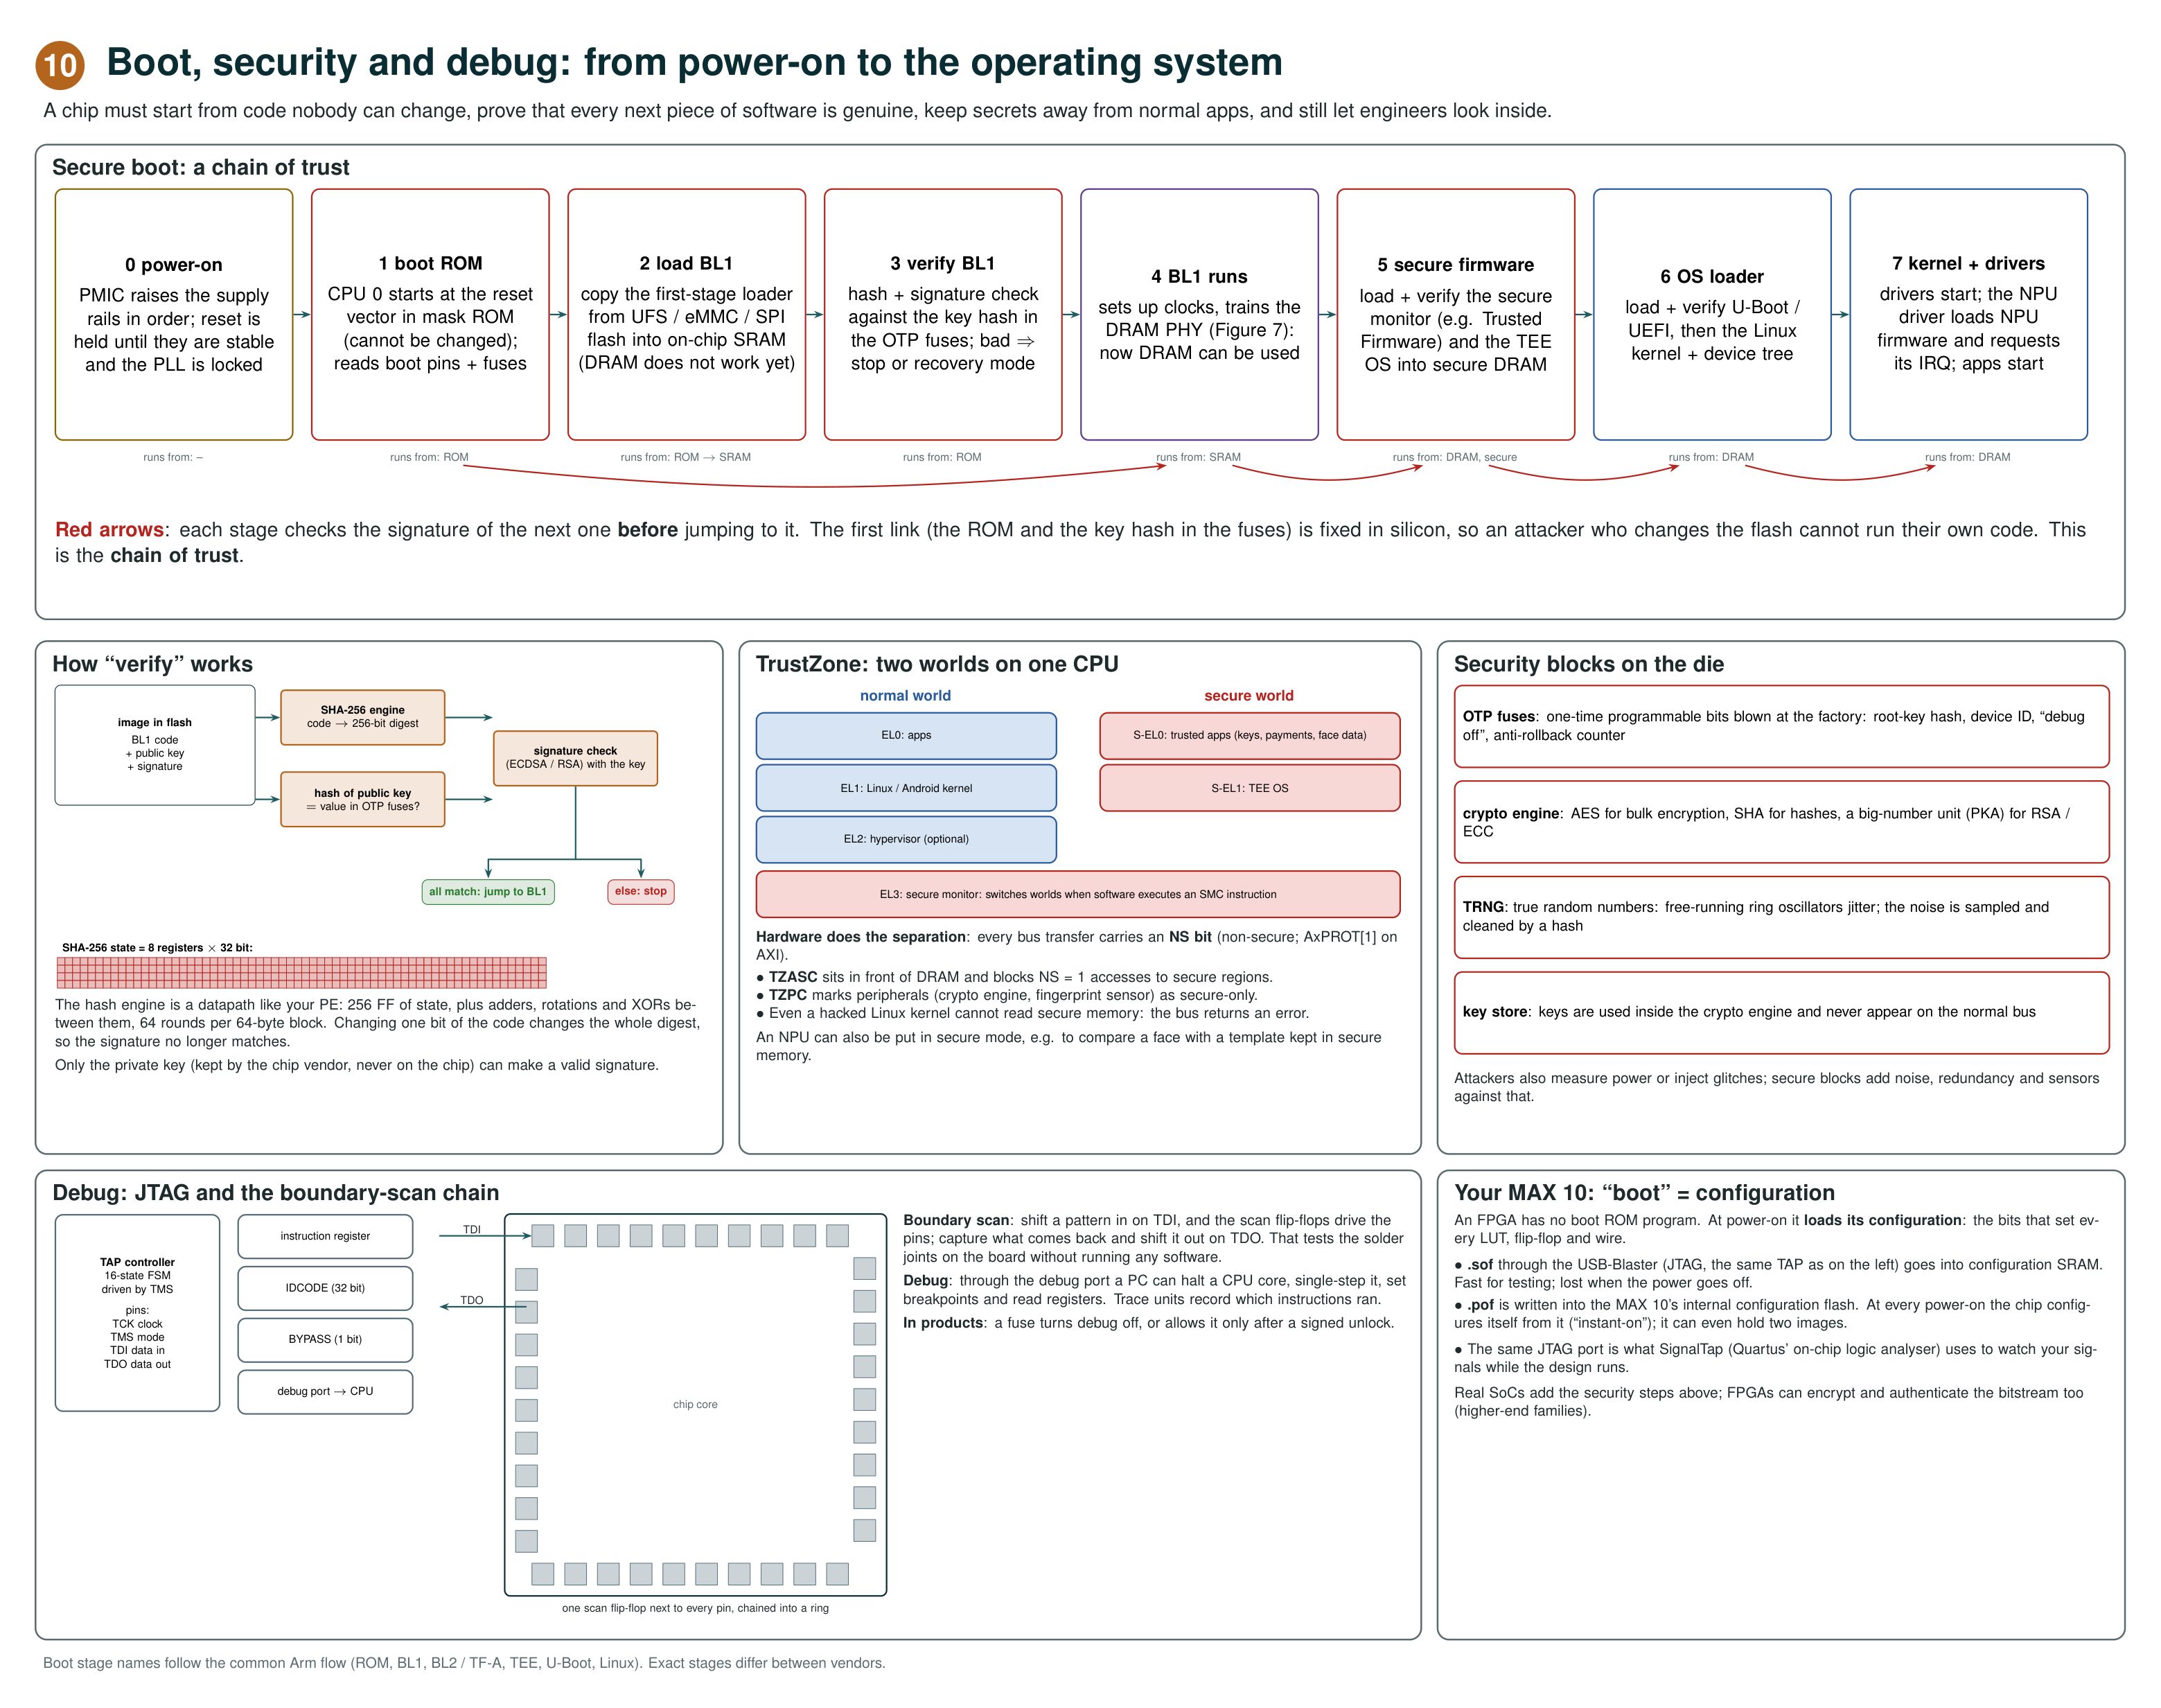 10 Boot, security and debug: from power-on to the operating system
A chip must start from code nobody can change, prove that every next piece of software is genuine, keep secrets away from normal apps, and still let engineers look inside.
Secure boot: a chain of trust
0 power-on
PMIC raises the supply
rails in order; reset is
held until they are stable
and the PLL is locked
runs from: –
1 boot ROM
CPU 0 starts at the reset
vector in mask ROM
(cannot be changed);
reads boot pins + fuses
runs from: ROM
2 load BL1
copy the first-stage loader
from UFS / eMMC / SPI
flash into on-chip SRAM
(DRAM does not work yet)
runs from: ROM → SRAM
3 verify BL1
hash + signature check
against the key hash in
the OTP fuses; bad ⇒
stop or recovery mode
runs from: ROM
4 BL1 runs
sets up clocks, trains the
DRAM PHY (Figure 7):
now DRAM can be used
runs from: SRAM
5 secure firmware
load + verify the secure
monitor (e.g. Trusted
Firmware) and the TEE
OS into secure DRAM
runs from: DRAM, secure
6 OS loader
load + verify U-Boot /
UEFI, then the Linux
kernel + device tree
runs from: DRAM
7 kernel + drivers
drivers start; the NPU
driver loads NPU
firmware and requests
its IRQ; apps start
runs from: DRAM
Red arrows: each stage checks the signature of the next one before jumping to it. The first link (the ROM and the key hash in the fuses) is fixed in silicon, so an attacker who changes the flash cannot run their own code. This
is the chain of trust.
How “verify” works
image in flash
BL1 code
+ public key
+ signature
SHA-256 engine
code → 256-bit digest
hash of public key
= value in OTP fuses?
signature check
(ECDSA / RSA) with the key
all match: jump to BL1
else: stop
SHA-256 state = 8 registers × 32 bit:
The hash engine is a datapath like your PE: 256 FF of state, plus adders, rotations and XORs be-
tween them, 64 rounds per 64-byte block. Changing one bit of the code changes the whole digest,
so the signature no longer matches.
Only the private key (kept by the chip vendor, never on the chip) can make a valid signature.
TrustZone: two worlds on one CPU
normal world
secure world
EL0: apps
S-EL0: trusted apps (keys, payments, face data)
EL1: Linux / Android kernel
S-EL1: TEE OS
EL2: hypervisor (optional)
EL3: secure monitor: switches worlds when software executes an SMC instruction
Hardware does the separation: every bus transfer carries an NS bit (non-secure; AxPROT[1] on
AXI).
● TZASC sits in front of DRAM and blocks NS = 1 accesses to secure regions.
● TZPC marks peripherals (crypto engine, fingerprint sensor) as secure-only.
● Even a hacked Linux kernel cannot read secure memory: the bus returns an error.
An NPU can also be put in secure mode, e.g. to compare a face with a template kept in secure
memory.
Security blocks on the die
OTP fuses: one-time programmable bits blown at the factory: root-key hash, device ID, “debug
off”, anti-rollback counter
crypto engine: AES for bulk encryption, SHA for hashes, a big-number unit (PKA) for RSA /
ECC
TRNG: true random numbers: free-running ring oscillators jitter; the noise is sampled and
cleaned by a hash
key store: keys are used inside the crypto engine and never appear on the normal bus
Attackers also measure power or inject glitches; secure blocks add noise, redundancy and sensors
against that.
Debug: JTAG and the boundary-scan chain
TAP controller
16-state FSM
driven by TMS
pins:
TCK clock
TMS mode
TDI data in
TDO data out
instruction register
IDCODE (32 bit)
BYPASS (1 bit)
debug port → CPU
TDI
TDO
chip core
one scan flip-flop next to every pin, chained into a ring
Boundary scan: shift a pattern in on TDI, and the scan flip-flops drive the
pins; capture what comes back and shift it out on TDO. That tests the solder
joints on the board without running any software.
Debug: through the debug port a PC can halt a CPU core, single-step it, set
breakpoints and read registers. Trace units record which instructions ran.
In products: a fuse turns debug off, or allows it only after a signed unlock.
Your MAX 10: “boot” = configuration
An FPGA has no boot ROM program. At power-on it loads its configuration: the bits that set ev-
ery LUT, flip-flop and wire.
● .sof through the USB-Blaster (JTAG, the same TAP as on the left) goes into configuration SRAM.
Fast for testing; lost when the power goes off.
● .pof is written into the MAX 10’s internal configuration flash. At every power-on the chip config-
ures itself from it (“instant-on”); it can even hold two images.
● The same JTAG port is what SignalTap (Quartus’ on-chip logic analyser) uses to watch your sig-
nals while the design runs.
Real SoCs add the security steps above; FPGAs can encrypt and authenticate the bitstream too
(higher-end families).
Boot stage names follow the common Arm flow (ROM, BL1, BL2 / TF-A, TEE, U-Boot, Linux). Exact stages differ between vendors.